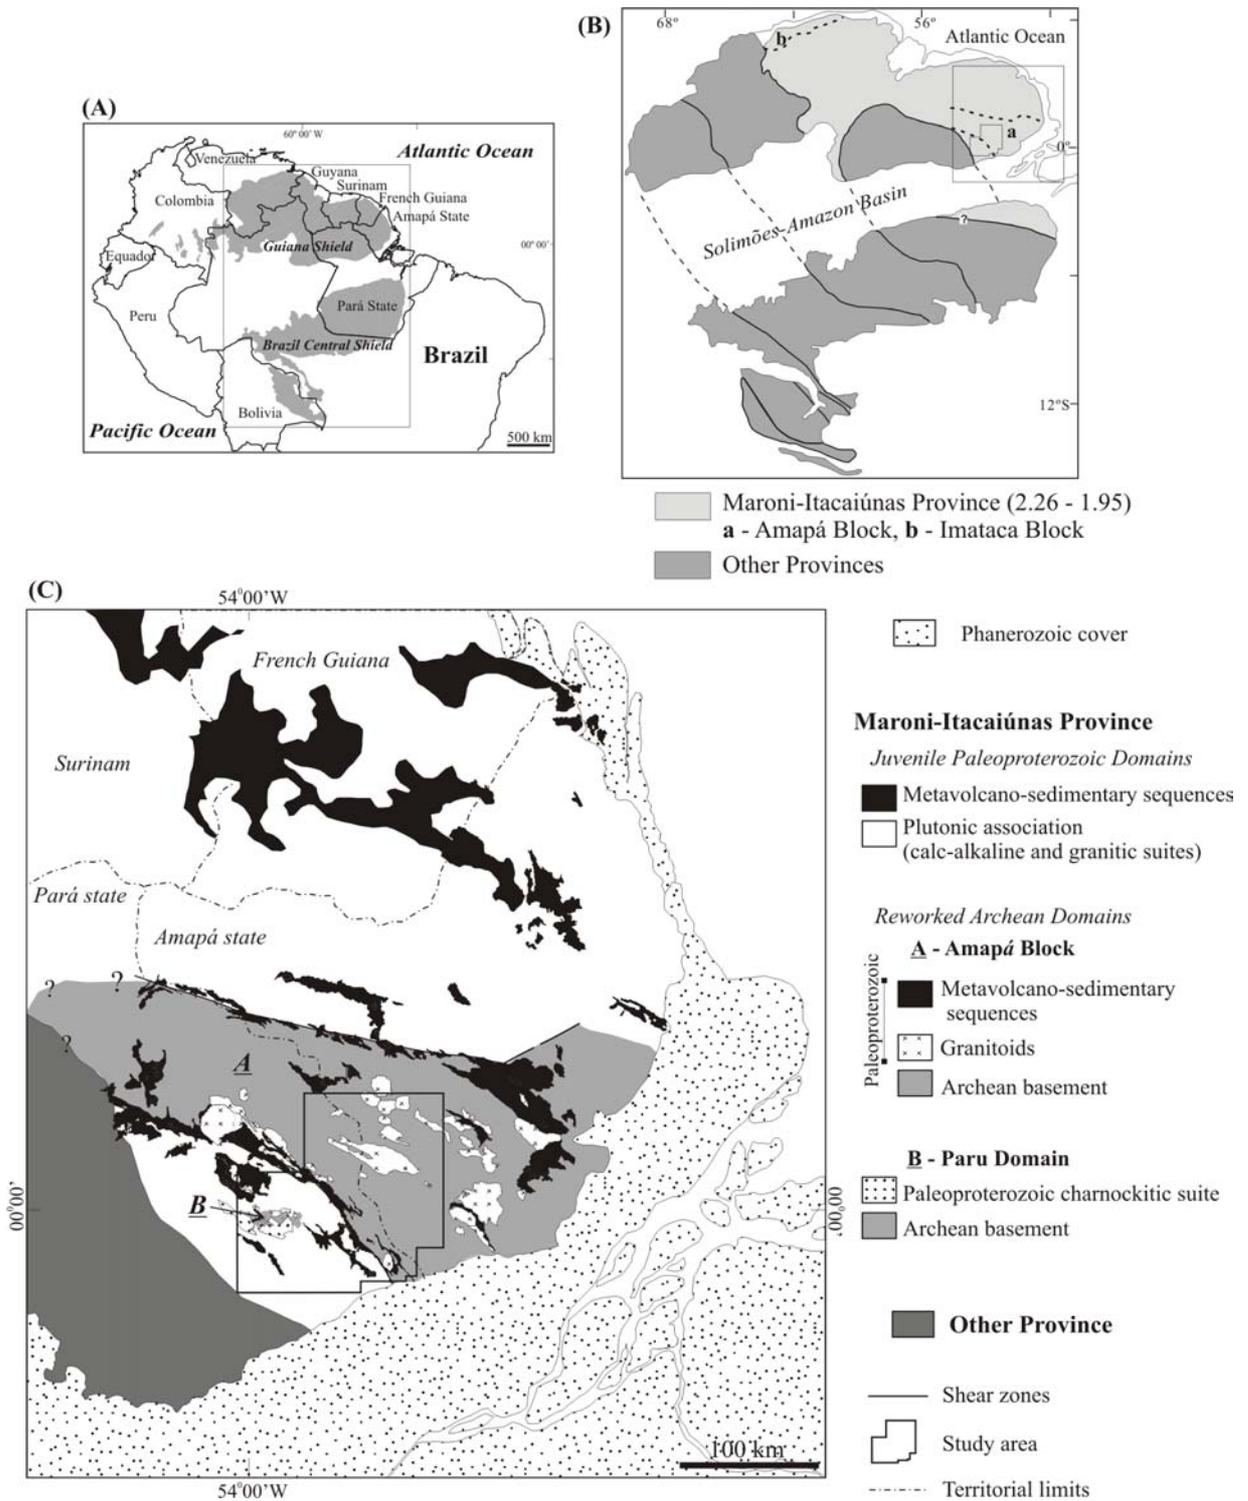 (A)
60°00' W
Atlantic Ocean
Venezuela
Guyana
Surinam
French Guiana
Amapá State
Colombia
Guiana Shield
00°00'
Equador
Peru
Pará State
Brazil Central Shield
Brazil
Bolivia
Pacific Ocean
500 km
(B)
68°
56°
Atlantic Ocean
b
a
0°
Solimões-Amazon Basin
?
12°S
Maroni-Itacaiúnas Province (2.26 - 1.95)
a - Amapá Block, b - Imataca Block
Other Provinces
(C)
54°00'W
French Guiana
Surinam
Pará state
Amapá state
?
?
?
A
B
00°00'
00°00'
100 km
54°00'W
Phanerozoic cover
Maroni-Itacaiúnas Province
Juvenile Paleoproterozoic Domains
Metavolcano-sedimentary sequences
Plutonic association
(calc-alkaline and granitic suites)
Reworked Archean Domains
A - Amapá Block
Paleoproterozoic
Metavolcano-sedimentary
sequences
Granitoids
Archean basement
B - Paru Domain
Paleoproterozoic charnockitic suite
Archean basement
Other Province
Shear zones
Study area
Territorial limits